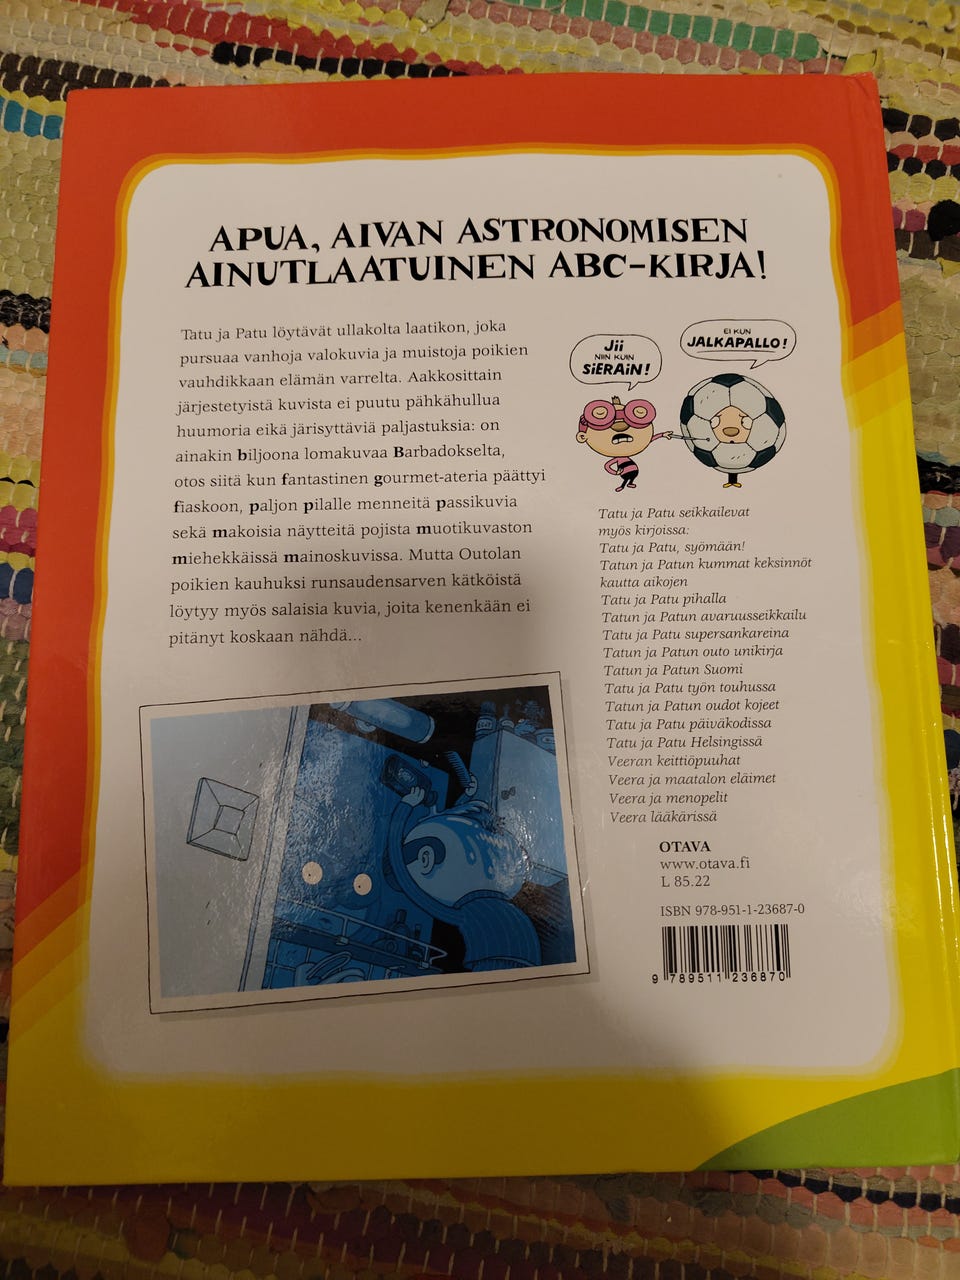 APUA, AIVAN ASTRONOMISEN
AINUTLAATUINEN ABC-KIRJA!
Tatu ja Patu löytävät ullakolta laatikon, joka
pursuaa vanhoja valokuvia ja muistoja poikien
vauhdikkaan elämän varrelta. Aakkosittain
järjestetyistä kuvista ei puutu pähkähullua
huumoria eikä järisyttäviä paljastuksia: on
ainakin biljoona lomakuvaa Barbadokselta,
otos siitä kun fantastinen gourmet-ateria päättyi
fiaskoon, paljon pilalle menneitä passikuvia
sekä makoisia näytteitä pojista muotikuvaston
miehekkäissä mainoskuvissa. Mutta Outolan
poikien kauhuksi runsaudensarven kätköistä
löytyy myös salaisia kuvia, joita kenenkään ei
pitänyt koskaan nähdä...
Jii
NIIN KUIN
SiERAiN!
EI KUN
JALKAPALLO!
Tatu ja Patu seikkailevat
myös kirjoissa:
Tatu ja Patu, syömään!
Tatun ja Patun kummat keksinnöt
kautta aikojen
Tatu ja Patu pihalla
Tatun ja Patun avaruusseikkailu
Tatu ja Patu supersankareina
Tatun ja Patun outo unikirja
Tatun ja Patun Suomi
Tatu ja Patu työn touhussa
Tatun ja Patun oudot kojeet
Tatu ja Patu päiväkodissa
Tatu ja Patu Helsingissä
Veeran keittiöpuuhat
Veera ja maatalon eläimet
Veera ja menopelit
Veera lääkärissä
OTAVA
www.otava.fi
L 85.22
ISBN 978-951-1-23687-0
9 789511 236870